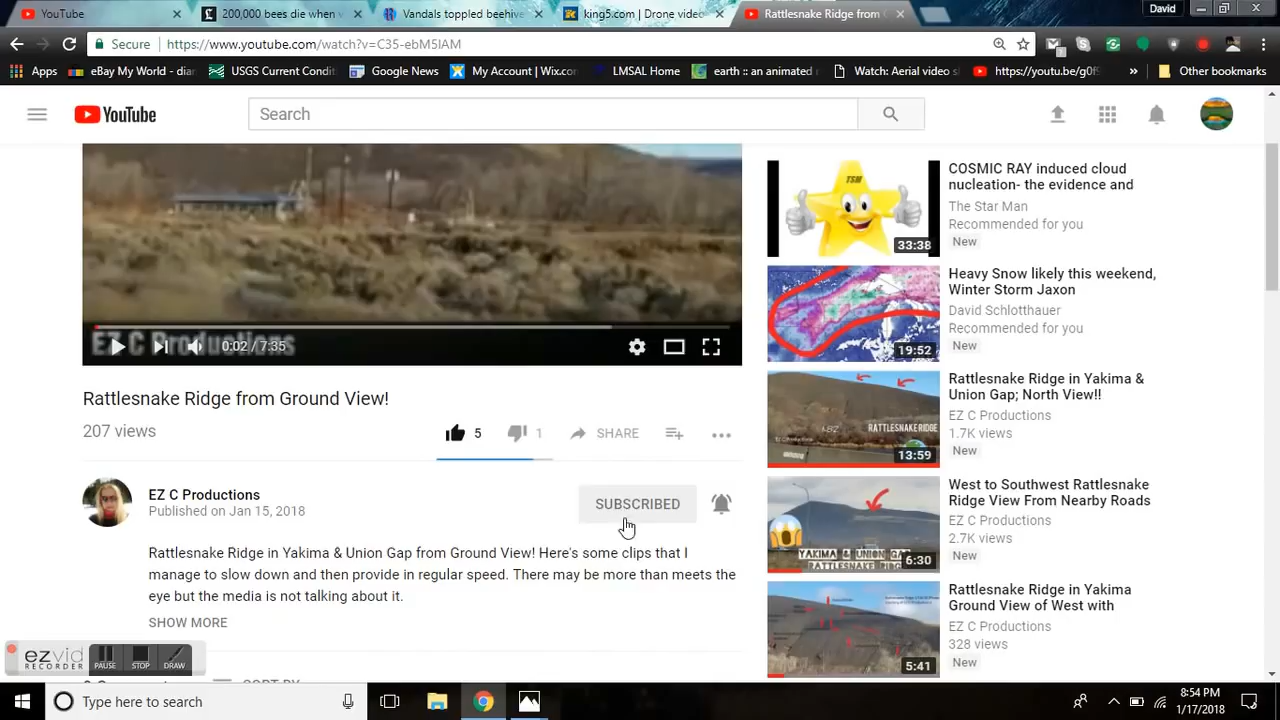 YouTube
200,000 bees die when
Vandals toppled beehive
king5.com | Drone video
Rattlesnake Ridge from
David
Secure
https://www.youtube.com/watch?v=C35-ebM5IAM
Apps
eBay My World - dian
USGS Current Condi
Google News
My Account | Wix.com
LMSAL Home
earth :: an animated
Watch: Aerial video s
https://youtu.be/g0f
»
Other bookmarks
YouTube
Search
EZ C Productions
0:02 / 7:35
Rattlesnake Ridge from Ground View!
207 views
5
1
SHARE
EZ C Productions
Published on Jan 15, 2018
SUBSCRIBED
Rattlesnake Ridge in Yakima & Union Gap from Ground View! Here's some clips that I
manage to slow down and then provide in regular speed. There may be more than meets the
eye but the media is not talking about it.
SHOW MORE
SORT BY
TSM
33:38
COSMIC RAY induced cloud
nucleation- the evidence and
The Star Man
Recommended for you
New
19:52
Heavy Snow likely this weekend,
Winter Storm Jaxon
David Schlotthauer
Recommended for you
New
RATTLESNAKE RIDGE
13:59
Rattlesnake Ridge in Yakima &
Union Gap; North View!!
EZ C Productions
1.7K views
New
YAKIMA & UNION GAP
RATTLESNAKE RIDG
6:30
West to Southwest Rattlesnake
Ridge View From Nearby Roads
EZ C Productions
2.7K views
New
5:41
Rattlesnake Ridge in Yakima
Ground View of West with
EZ C Productions
328 views
New
ezvid
RECORDER
PAUSE
STOP
DRAW
Type here to search
8:54 PM
1/17/2018